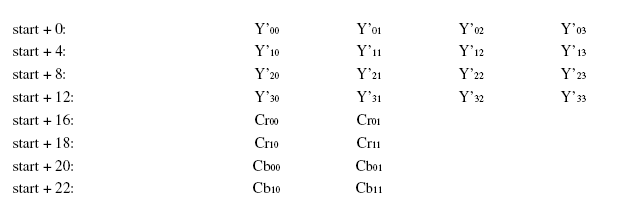 start + 0: Y’00 Y’01 Y’02 Y’03
start + 4: Y’10 Y’11 Y’12 Y’13
start + 8: Y’20 Y’21 Y’22 Y’23
start + 12: Y’30 Y’31 Y’32 Y’33
start + 16: Cr00 Cr01
start + 18: Cr10 Cr11
start + 20: Cb00 Cb01
start + 22: Cb10 Cb11